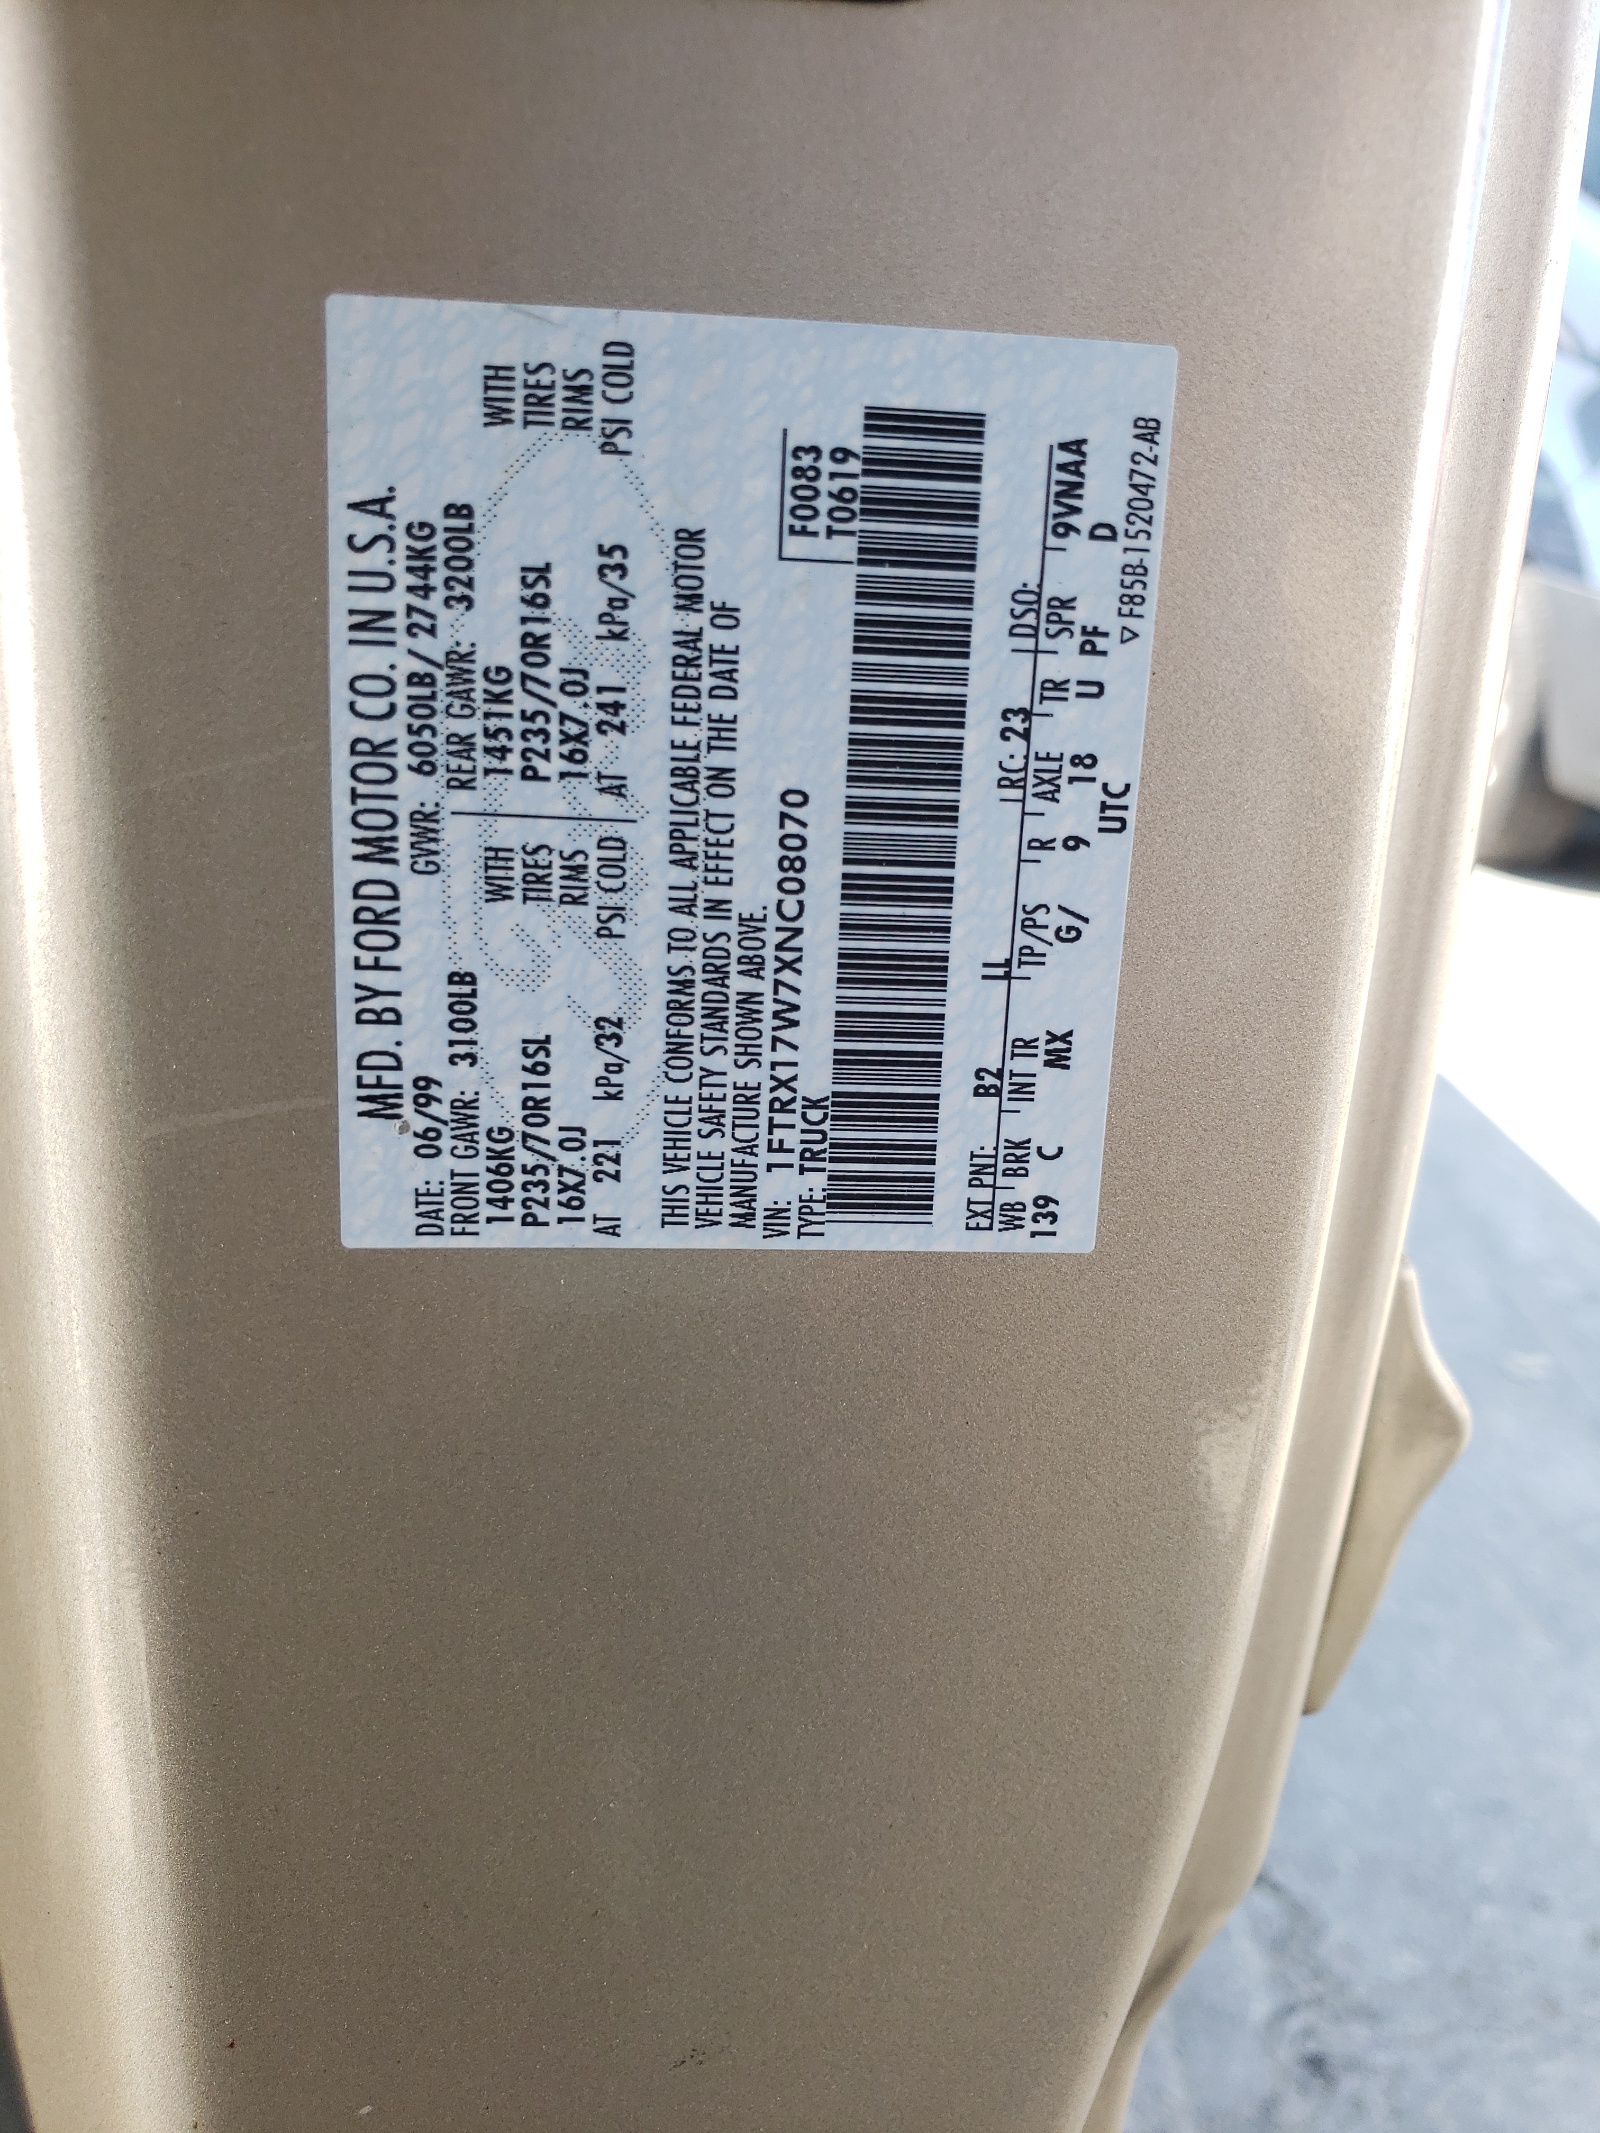 MFD. BY FORD MOTOR CO. IN U.S.A.
DATE: 06/99 GVWR: 6050LB/2744KG
FRONT GAWR: 3100LB REAR GAWR: 3200LB
1406KG WITH 1451KG WITH
P235/70R16SL TIRES P235/70R16SL TIRES
16X7.0J RIMS 16X7.0J RIMS
AT 221 kPa/32 PSI COLD AT 241 kPa/35 PSI COLD
THIS VEHICLE CONFORMS TO ALL APPLICABLE FEDERAL MOTOR
VEHICLE SAFETY STANDARDS IN EFFECT ON THE DATE OF
MANUFACTURE SHOWN ABOVE.
VIN: 1FTRX17W7XNC08070 F0083
TYPE: TRUCK T0619
EXT PNT: B2 LL RC: 23 DSO:
WB BRK INT TR TP/PS R AXLE TR SPR 9VNAA
139 C MX G/ 9 18 U PF D
UTC ▽ F85B-1520472-AB